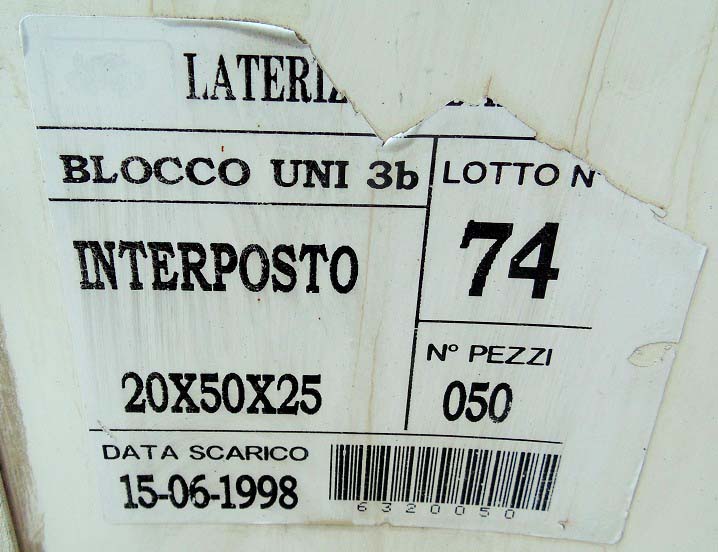 LATERIZ
BLOCCO UNI 3b
LOTTO N
INTERPOSTO
74
20X50X25
Nº PEZZI
050
DATA SCARICO
15-06-1998
6320050